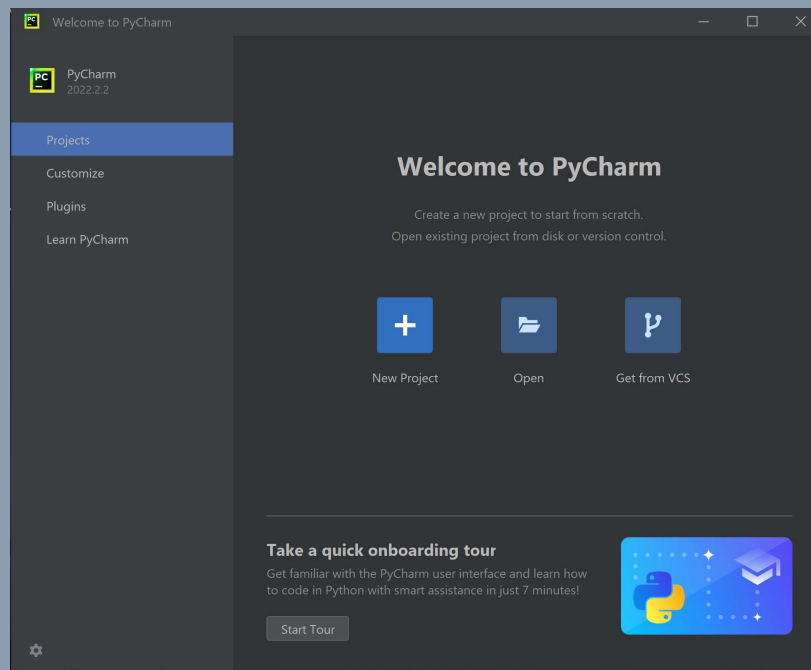 Welcome to PyCharm
PC
PyCharm
2022.2.2
Projects
Customize
Plugins
Learn PyCharm
Welcome to PyCharm
Create a new project to start from scratch.
Open existing project from disk or version control.
New Project
Open
Get from VCS
Take a quick onboarding tour
Get familiar with the PyCharm user interface and learn how
to code in Python with smart assistance in just 7 minutes!
Start Tour